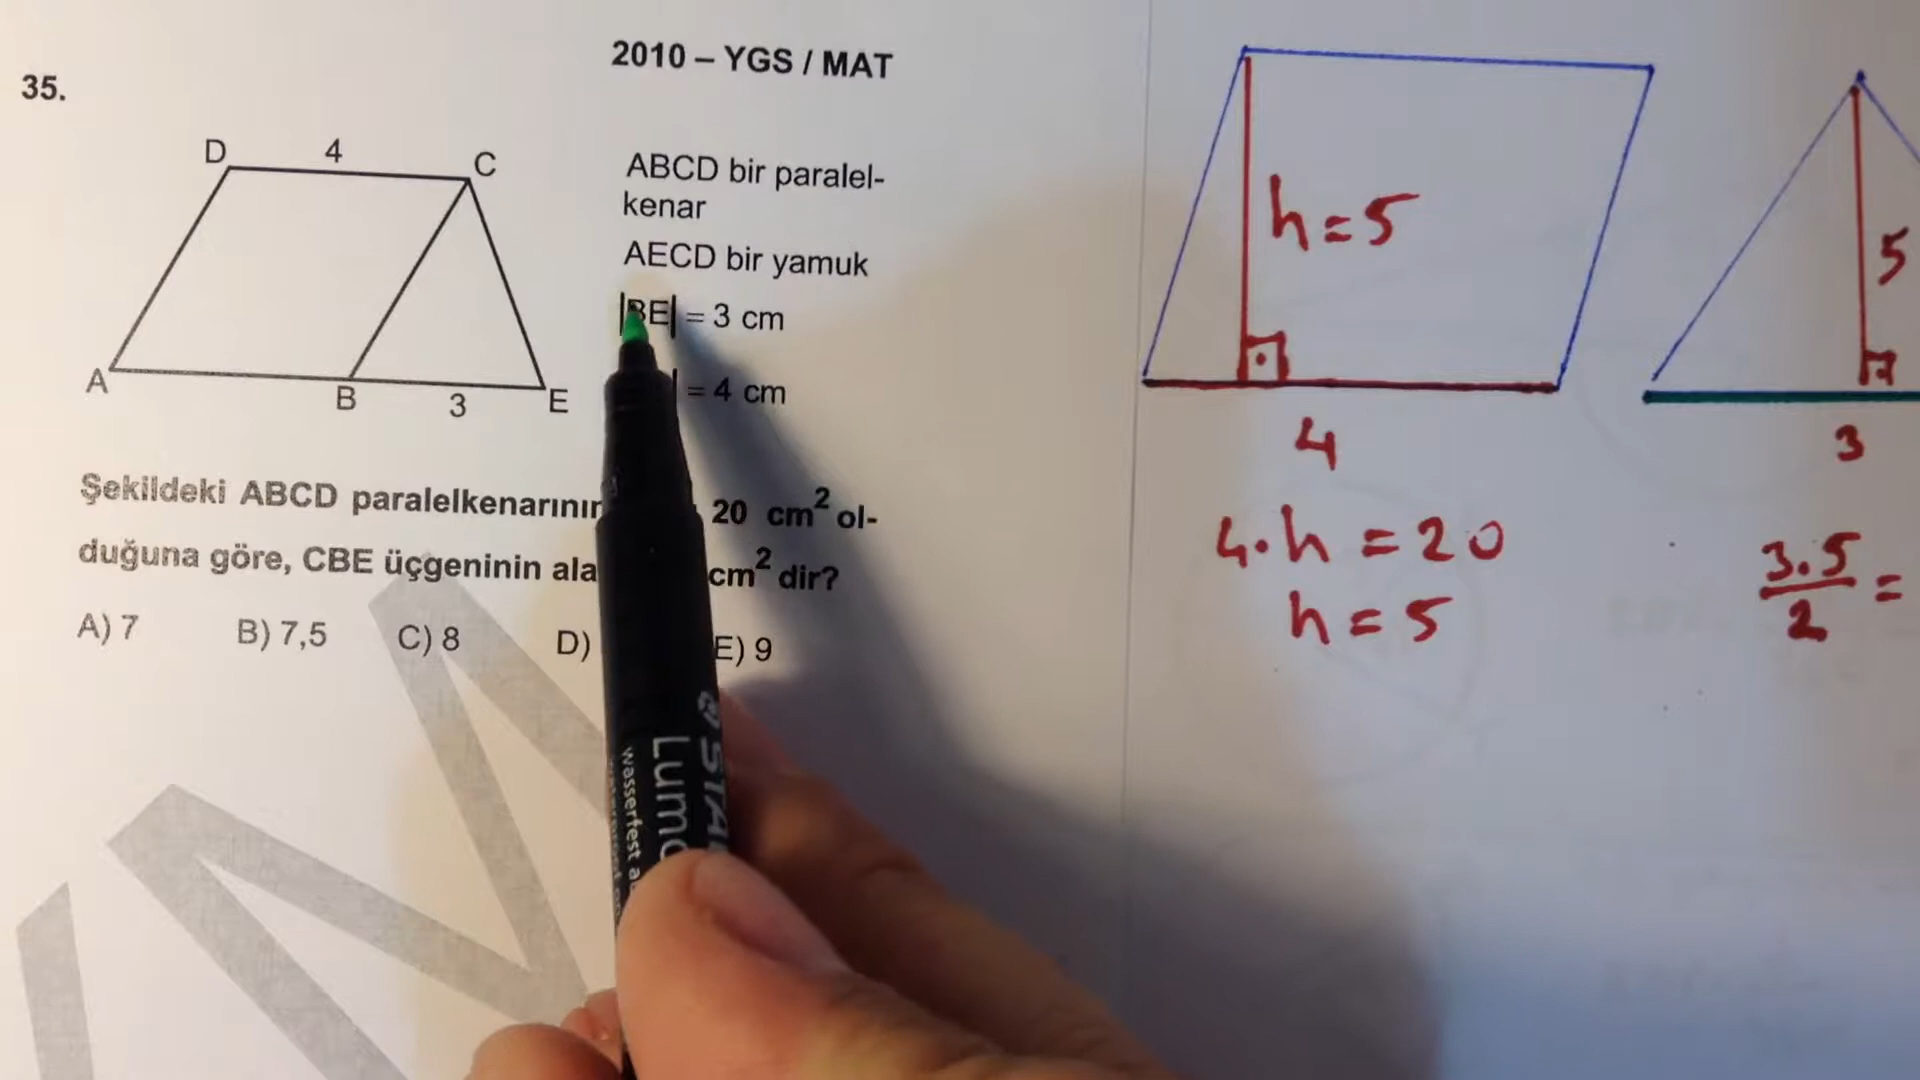 2010 – YGS / MAT
35.
D 4 C
A B 3 E
ABCD bir paralel-
kenar
AECD bir yamuk
|BE| = 3 cm
| = 4 cm
Şekildeki ABCD paralelkenarının 20 cm² ol-
duğuna göre, CBE üçgeninin cm² dir?
A) 7 B) 7,5 C) 8 D) E) 9
h = 5
4
4 . h = 20
h = 5
5
3
3.5
2 =
STA
Lumo
wasserfest